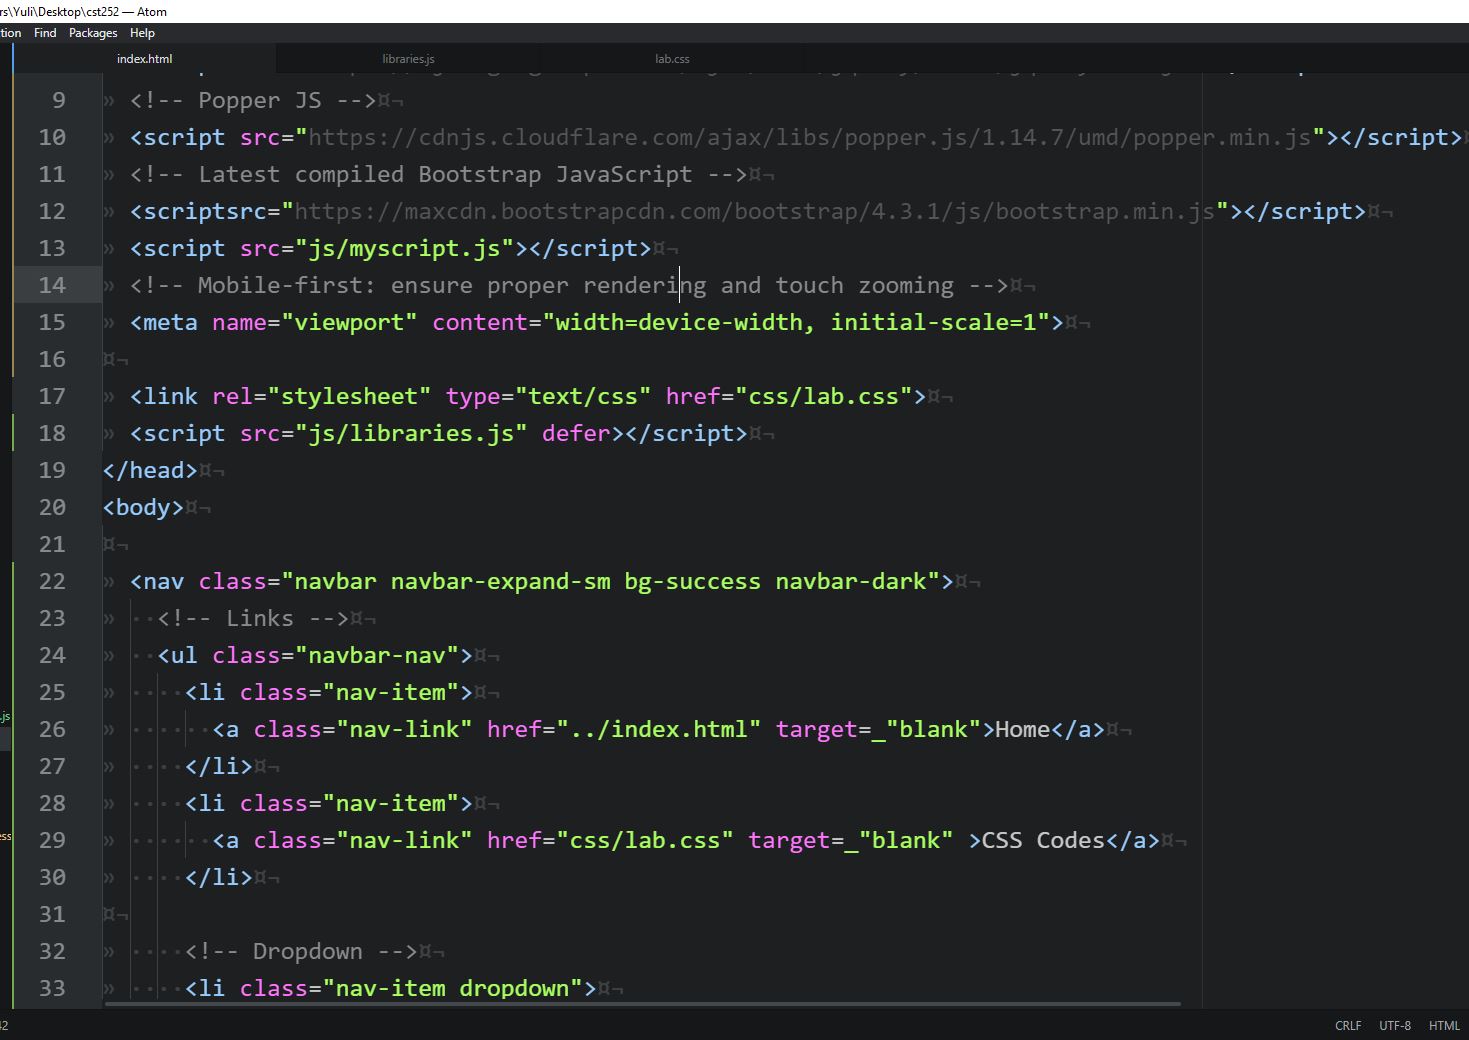 rs\Yuli\Desktop\cst252 — Atom
tion Find Packages Help
index.html libraries.js lab.css
9 <!-- Popper JS -->
10 <script src="https://cdnjs.cloudflare.com/ajax/libs/popper.js/1.14.7/umd/popper.min.js"></script>
11 <!-- Latest compiled Bootstrap JavaScript -->
12 <scriptsrc="https://maxcdn.bootstrapcdn.com/bootstrap/4.3.1/js/bootstrap.min.js"></script>
13 <script src="js/myscript.js"></script>
14 <!-- Mobile-first: ensure proper rendering and touch zooming -->
15 <meta name="viewport" content="width=device-width, initial-scale=1">
16
17 <link rel="stylesheet" type="text/css" href="css/lab.css">
18 <script src="js/libraries.js" defer></script>
19 </head>
20 <body>
21
22 <nav class="navbar navbar-expand-sm bg-success navbar-dark">
23 <!-- Links -->
24 <ul class="navbar-nav">
25 <li class="nav-item">
26 <a class="nav-link" href="../index.html" target=_"blank">Home</a>
27 </li>
28 <li class="nav-item">
29 <a class="nav-link" href="css/lab.css" target=_"blank" >CSS Codes</a>
30 </li>
31
32 <!-- Dropdown -->
33 <li class="nav-item dropdown">
.js
ess
42 CRLF UTF-8 HTML